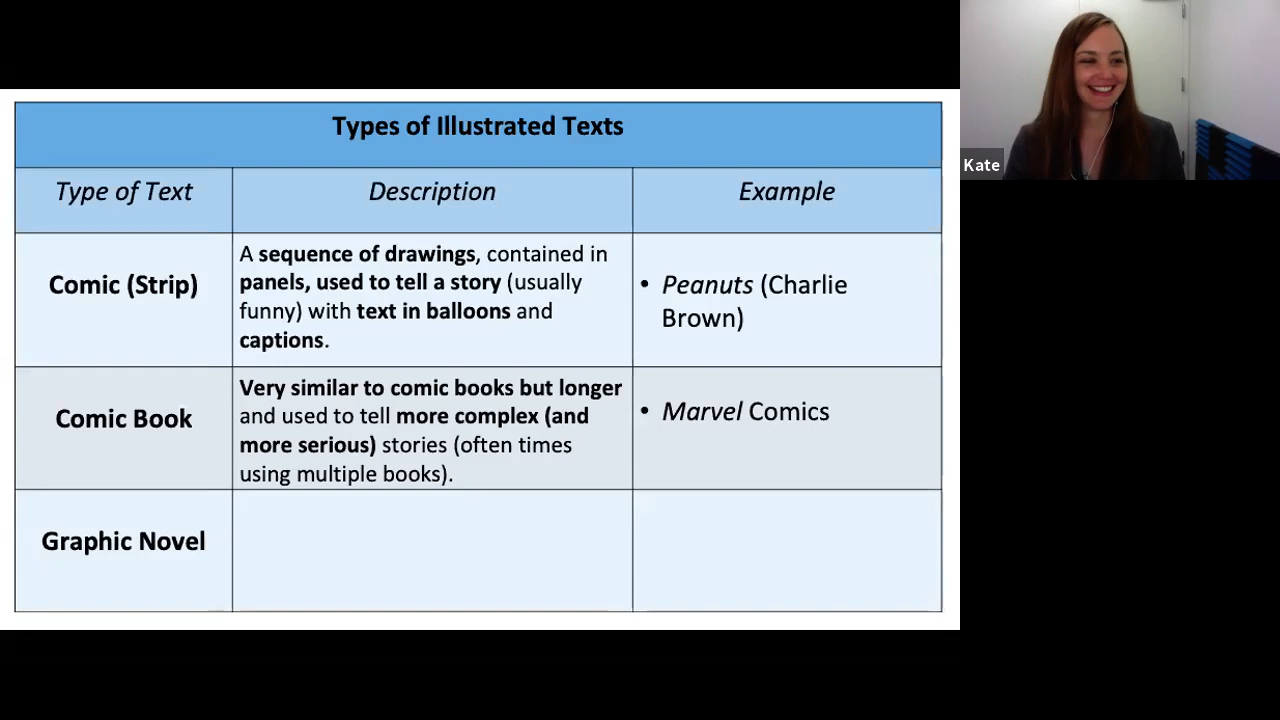 Types of Illustrated Texts
Type of Text
Description
Example
Comic (Strip)
A sequence of drawings, contained in
panels, used to tell a story (usually
funny) with text in balloons and
captions.
• Peanuts (Charlie
Brown)
Comic Book
Very similar to comic books but longer
and used to tell more complex (and
more serious) stories (often times
using multiple books).
• Marvel Comics
Graphic Novel
Kate